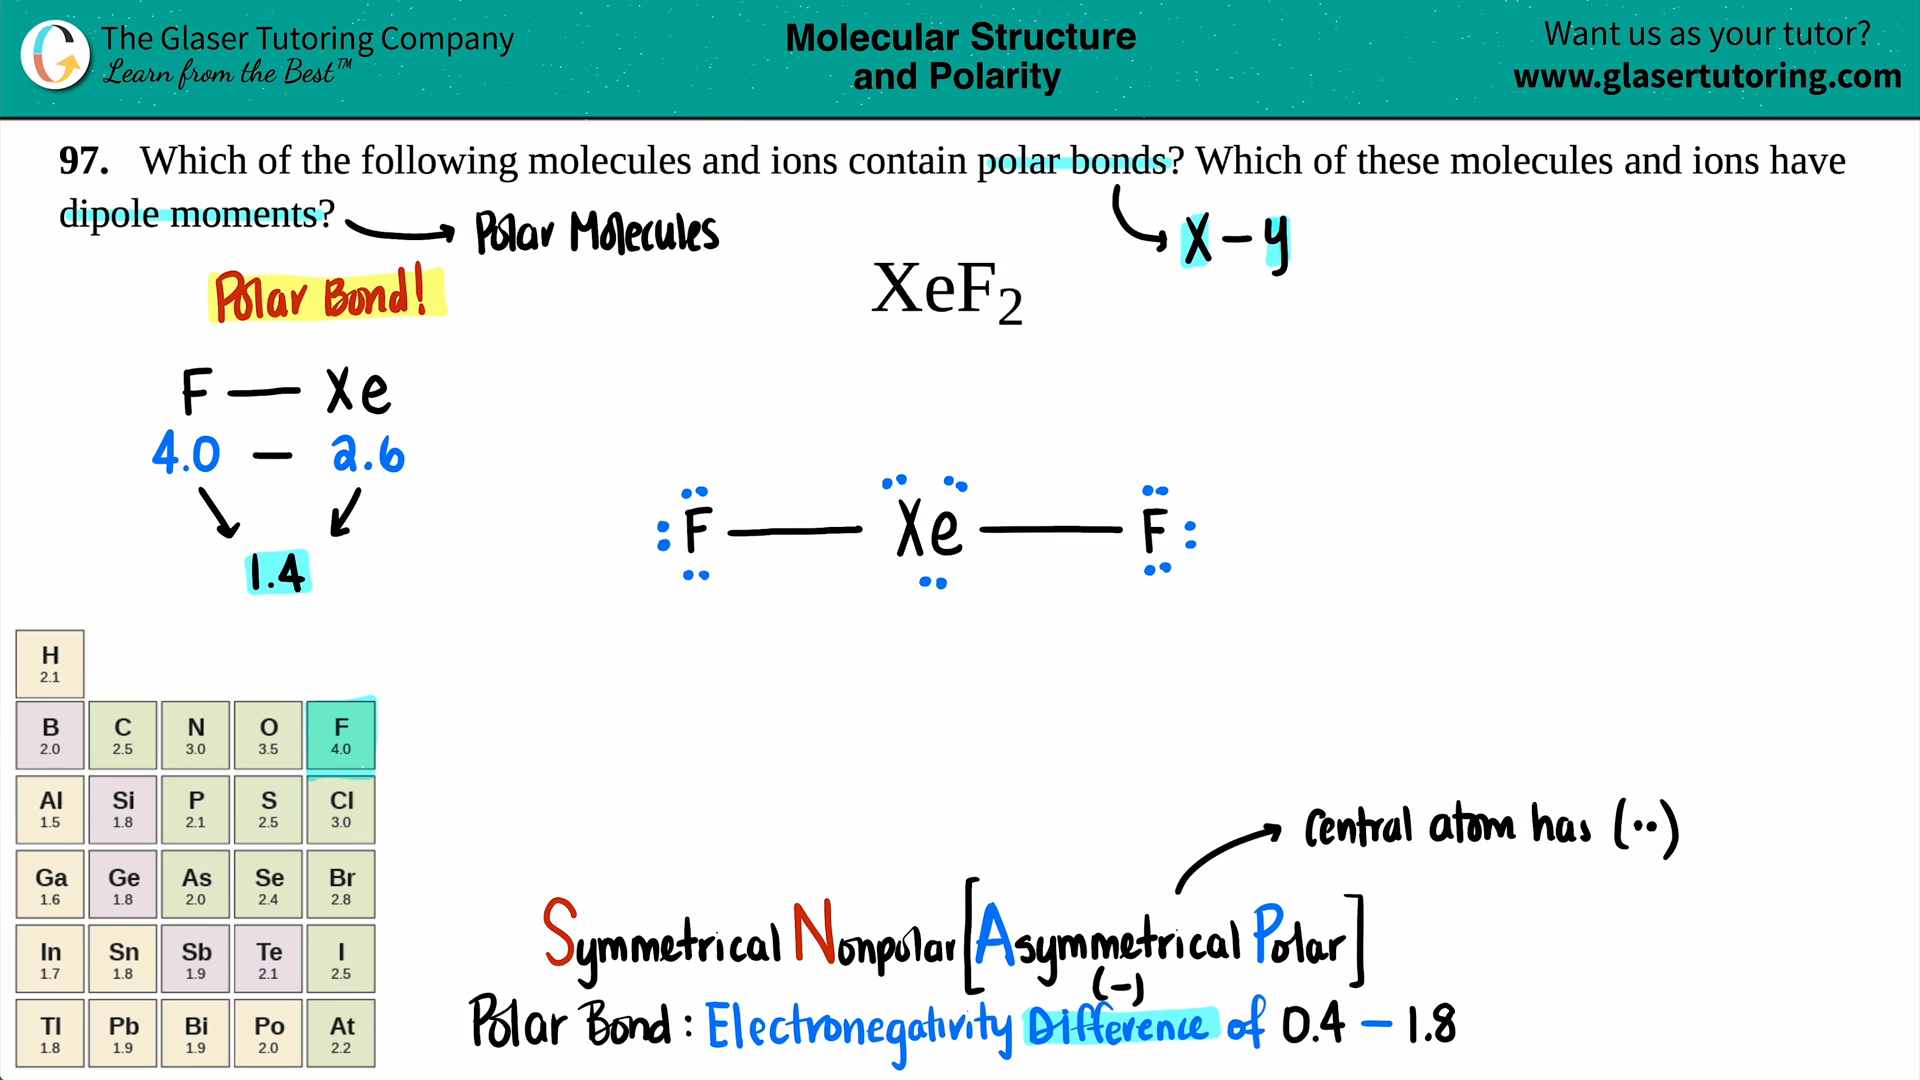 The Glaser Tutoring Company
Learn from the Best™
Molecular Structure
and Polarity
Want us as your tutor?
www.glasertutoring.com
97. Which of the following molecules and ions contain polar bonds? Which of these molecules and ions have
dipole moments?
Polar Molecules
X – y
Polar Bond!
XeF₂
F — Xe
4.0 – 2.6
1.4
:F — Xe — F:
H
2.1
B C N O F
2.0 2.5 3.0 3.5 4.0
Al Si P S Cl
1.5 1.8 2.1 2.5 3.0
Ga Ge As Se Br
1.6 1.8 2.0 2.4 2.8
In Sn Sb Te I
1.7 1.8 1.9 2.1 2.5
Tl Pb Bi Po At
1.8 1.9 1.9 2.0 2.2
Central atom has (··)
Symmetrical Nonpolar [Asymmetrical Polar]
(−)
Polar Bond: Electronegativity Difference of 0.4 – 1.8